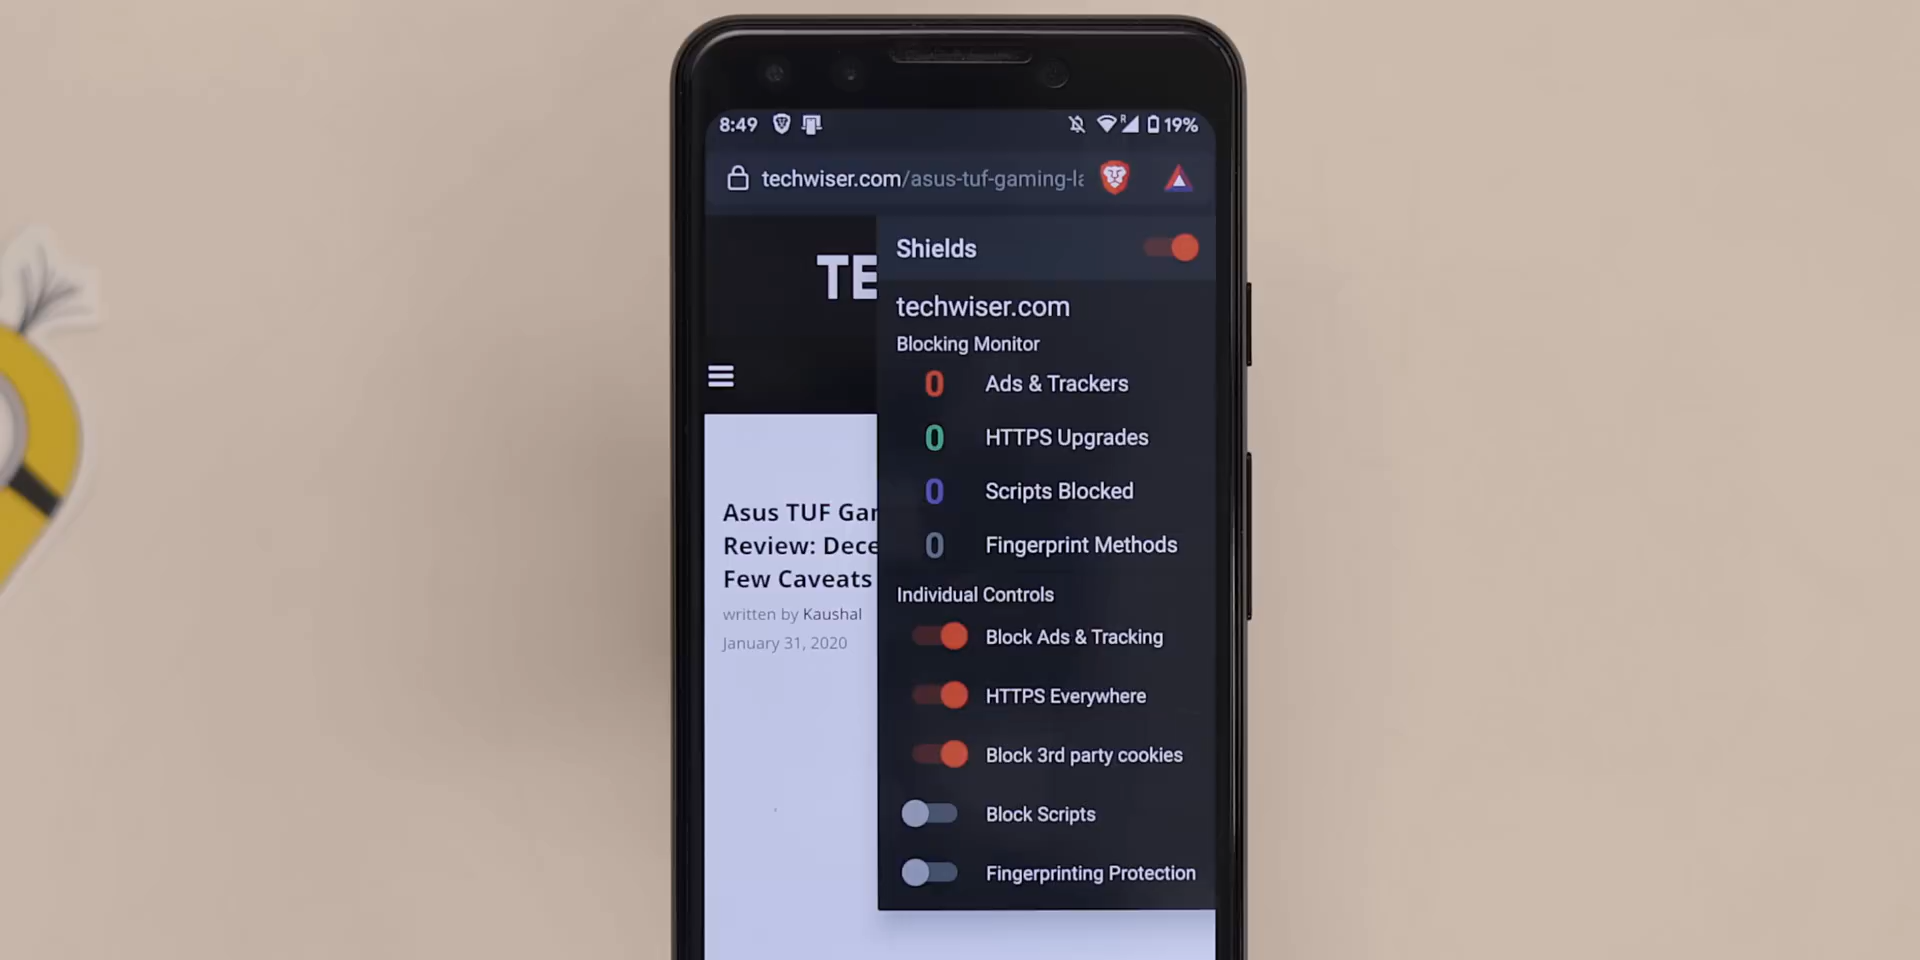 8:49 R 19%
techwiser.com/asus-tuf-gaming-la
Shields
TE
techwiser.com
Blocking Monitor
0 Ads & Trackers
0 HTTPS Upgrades
0 Scripts Blocked
0 Fingerprint Methods
Asus TUF Gar
Review: Dece
Few Caveats
written by Kaushal
January 31, 2020
Individual Controls
Block Ads & Tracking
HTTPS Everywhere
Block 3rd party cookies
Block Scripts
Fingerprinting Protection